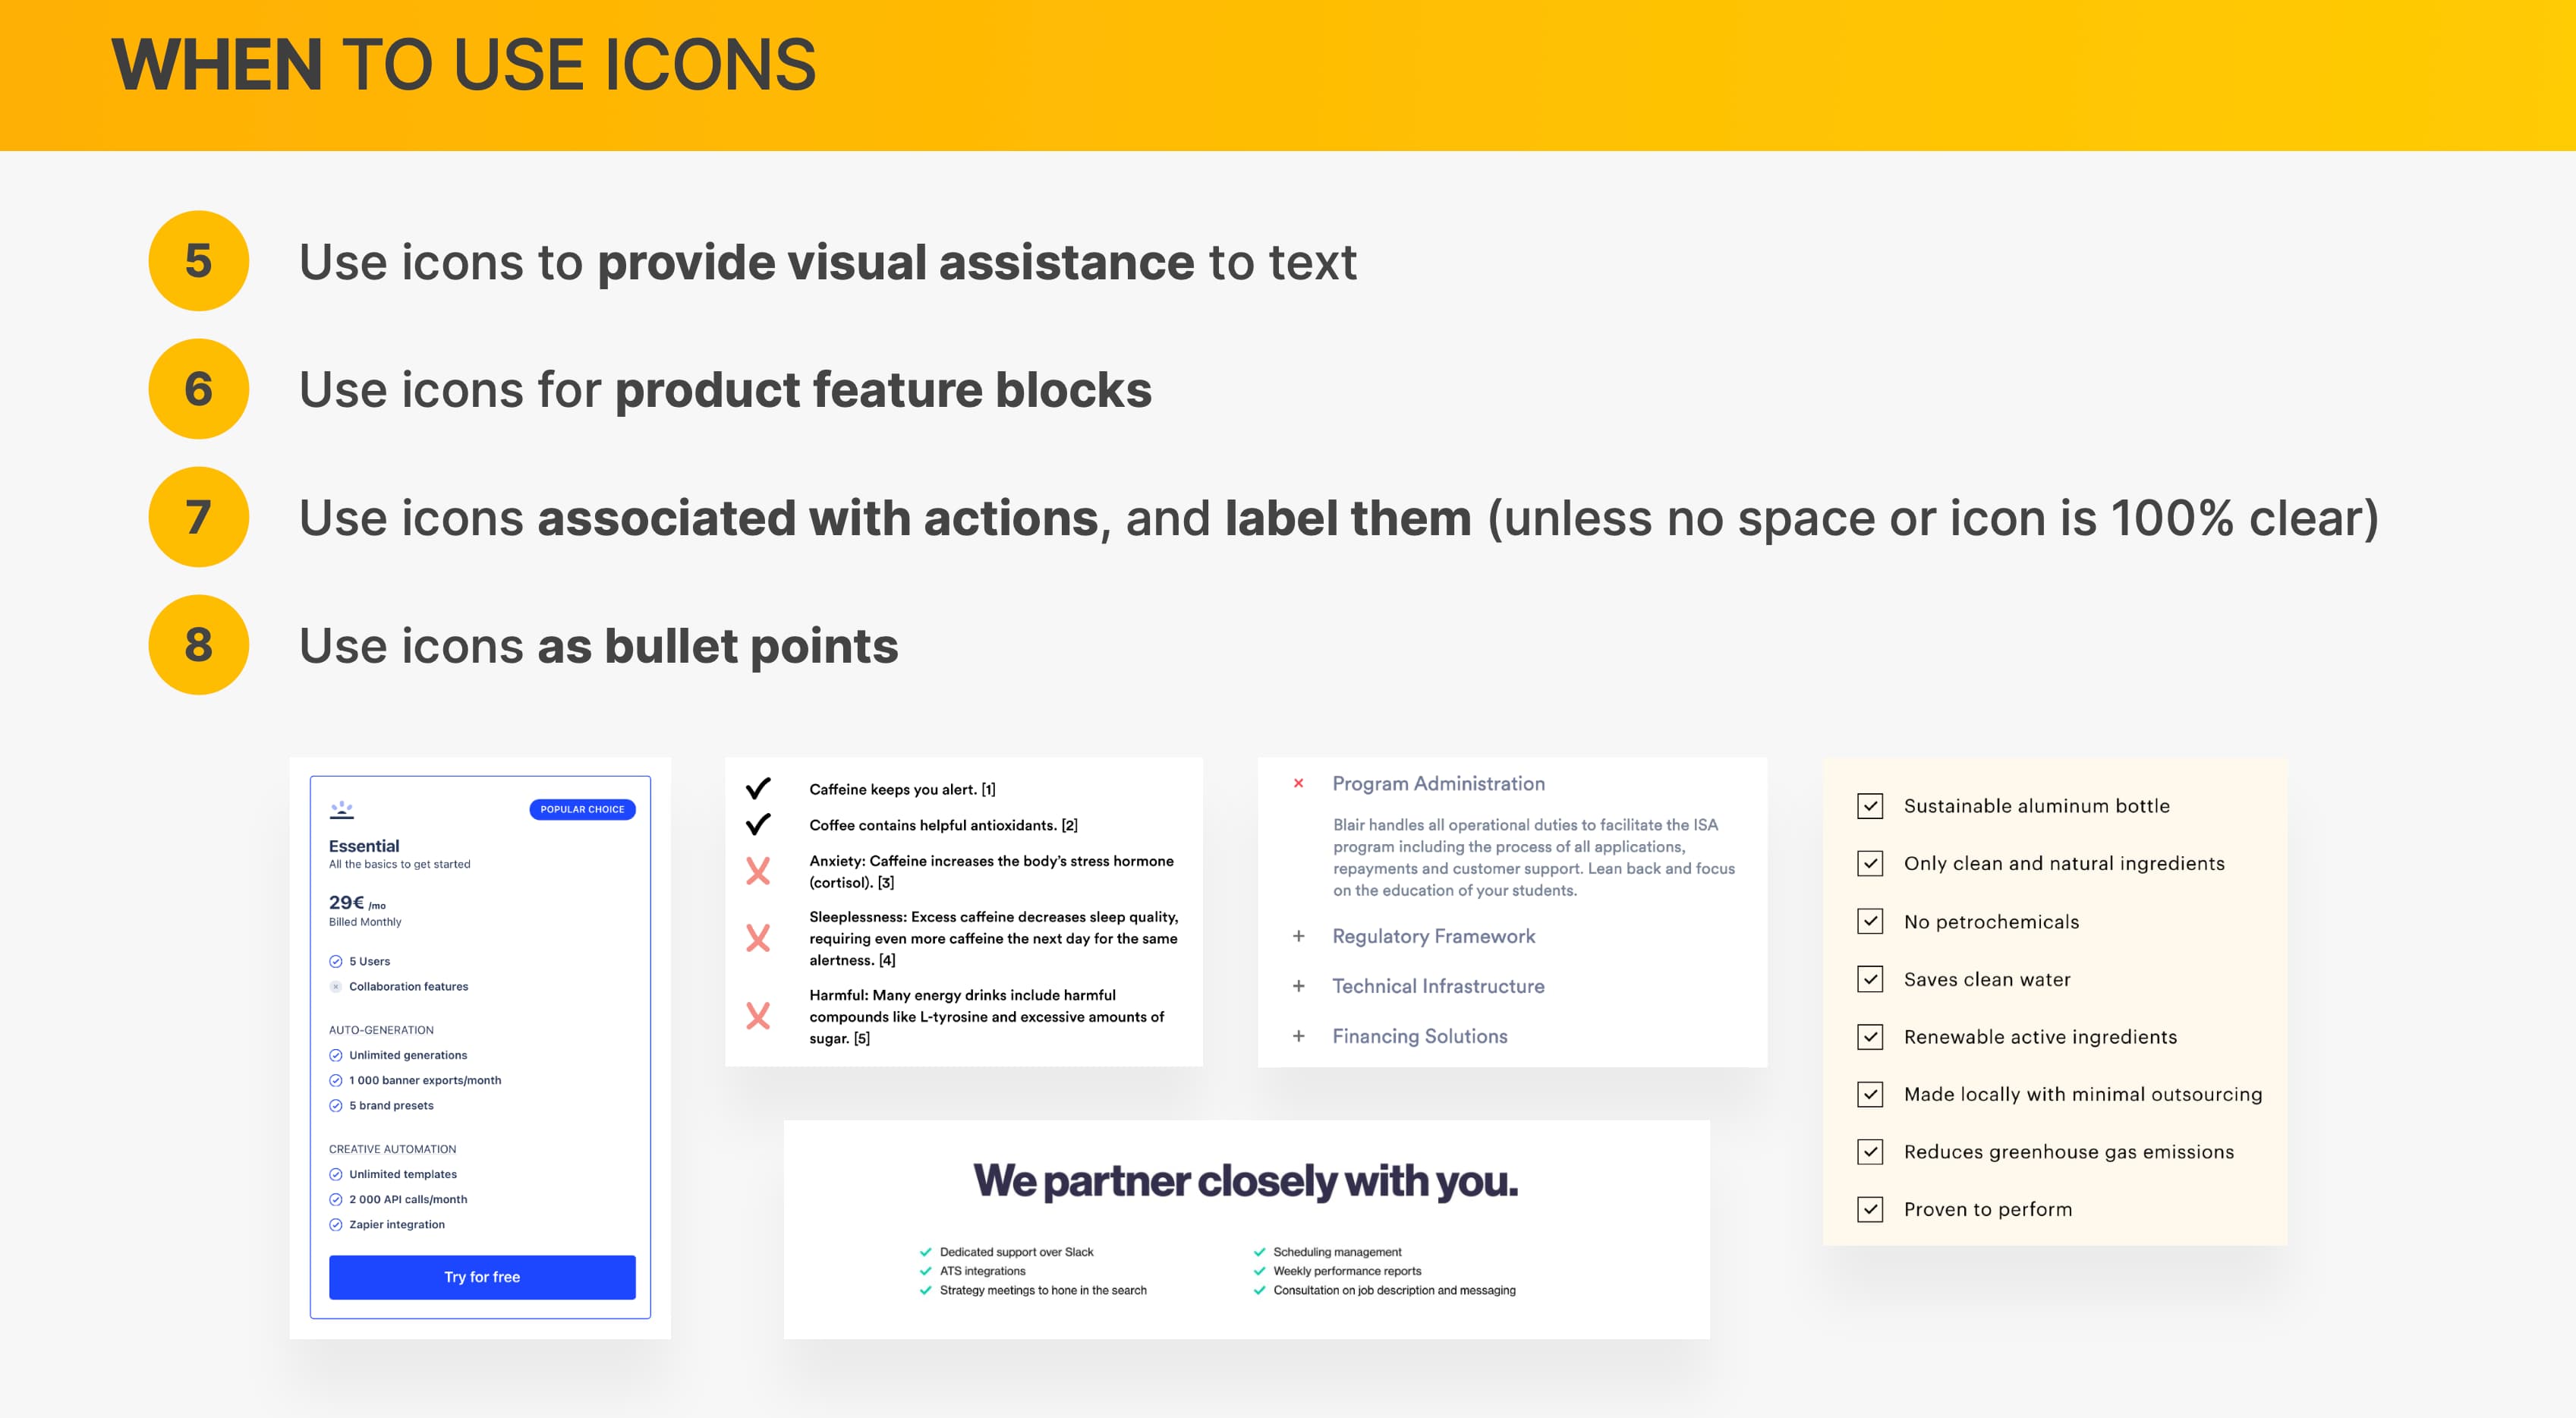 WHEN TO USE ICONS
5
Use icons to provide visual assistance to text
6
Use icons for product feature blocks
7
Use icons associated with actions, and label them (unless no space or icon is 100% clear)
8
Use icons as bullet points
POPULAR CHOICE
Essential
All the basics to get started
29€ /mo
Billed Monthly
5 Users
Collaboration features
AUTO-GENERATION
Unlimited generations
1 000 banner exports/month
5 brand presets
CREATIVE AUTOMATION
Unlimited templates
2 000 API calls/month
Zapier integration
Try for free
Caffeine keeps you alert. [1]
Coffee contains helpful antioxidants. [2]
Anxiety: Caffeine increases the body's stress hormone
(cortisol). [3]
Sleeplessness: Excess caffeine decreases sleep quality,
requiring even more caffeine the next day for the same
alertness. [4]
Harmful: Many energy drinks include harmful
compounds like L-tyrosine and excessive amounts of
sugar. [5]
Program Administration
Blair handles all operational duties to facilitate the ISA
program including the process of all applications,
repayments and customer support. Lean back and focus
on the education of your students.
Regulatory Framework
Technical Infrastructure
Financing Solutions
We partner closely with you.
Dedicated support over Slack
ATS integrations
Strategy meetings to hone in the search
Scheduling management
Weekly performance reports
Consultation on job description and messaging
Sustainable aluminum bottle
Only clean and natural ingredients
No petrochemicals
Saves clean water
Renewable active ingredients
Made locally with minimal outsourcing
Reduces greenhouse gas emissions
Proven to perform